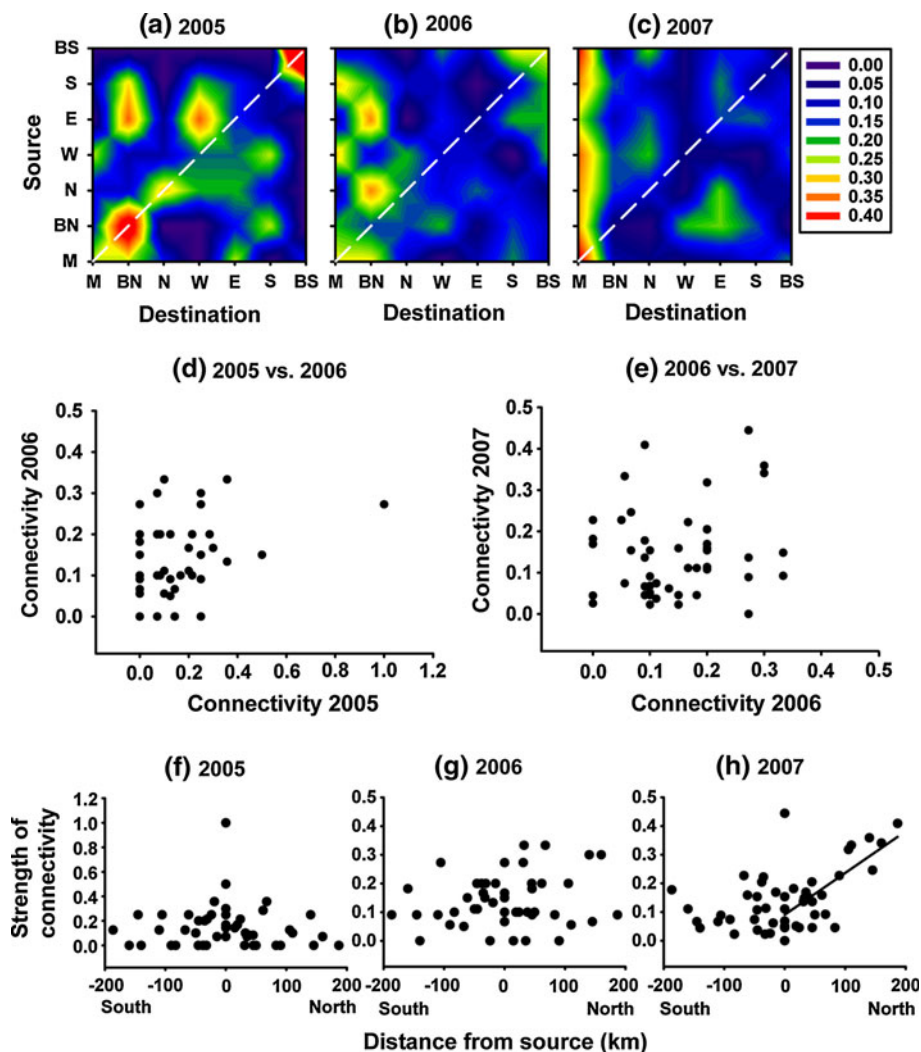 (a) 2005
(b) 2006
(c) 2007
Source
BS
S
E
W
N
BN
M
M BN N W E S BS
Destination
M BN N W E S BS
Destination
M BN N W E S BS
Destination
0.00
0.05
0.10
0.15
0.20
0.25
0.30
0.35
0.40
(d) 2005 vs. 2006
Connectivity 2006
0.5
0.4
0.3
0.2
0.1
0.0
0.0 0.2 0.4 0.6 0.8 1.0 1.2
Connectivity 2005
(e) 2006 vs. 2007
Connectivity 2007
0.5
0.4
0.3
0.2
0.1
0.0
0.0 0.1 0.2 0.3 0.4 0.5
Connectivity 2006
(f) 2005
Strength of
connectivity
1.2
1.0
0.8
0.6
0.4
0.2
0.0
-200 -100 0 100 200
South North
(g) 2006
0.5
0.4
0.3
0.2
0.1
0.0
-200 -100 0 100 200
South North
(h) 2007
0.5
0.4
0.3
0.2
0.1
0.0
-200 -100 0 100 200
South North
Distance from source (km)